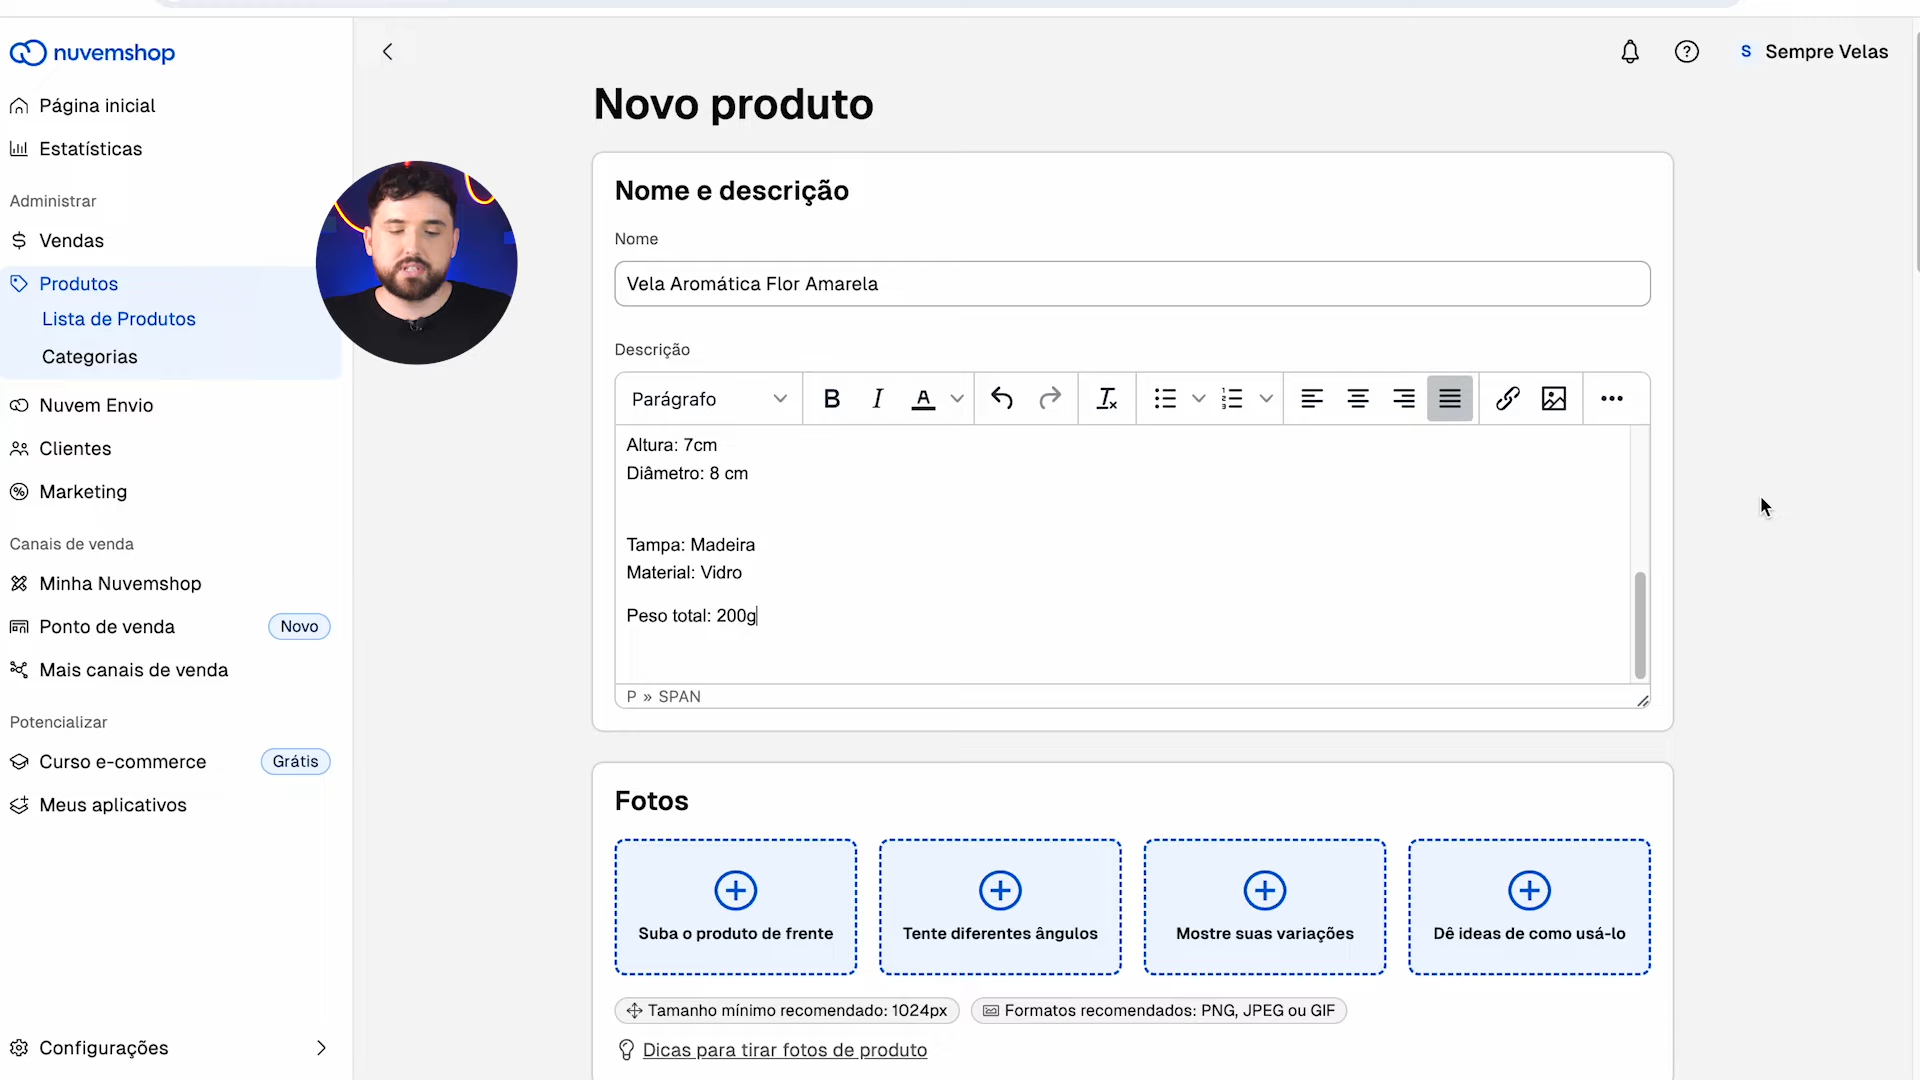 nuvemshop
Página inicial
Estatísticas
Administrar
Vendas
Produtos
Lista de Produtos
Categorias
Nuvem Envio
Clientes
Marketing
Canais de venda
Minha Nuvemshop
Ponto de venda Novo
Mais canais de venda
Potencializar
Curso e-commerce Grátis
Meus aplicativos
Configurações
S Sempre Velas
Novo produto
Nome e descrição
Nome
Vela Aromática Flor Amarela
Descrição
Parágrafo
Altura: 7cm
Diâmetro: 8 cm
Tampa: Madeira
Material: Vidro
Peso total: 200g
P » SPAN
Fotos
Suba o produto de frente
Tente diferentes ângulos
Mostre suas variações
Dê ideas de como usá-lo
Tamanho mínimo recomendado: 1024px
Formatos recomendados: PNG, JPEG ou GIF
Dicas para tirar fotos de produto